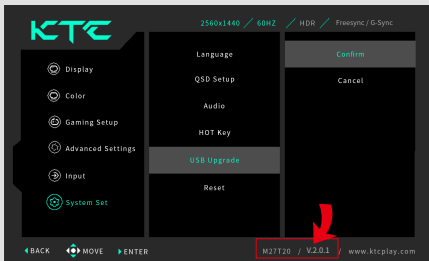 KTC
2560x1440 / 60HZ / HDR / Freesync / G-Sync
Display
Color
Gaming Setup
Advanced Settings
Input
System Set
Language
QSD Setup
Audio
HOT Key
USB Upgrade
Reset
Confirm
Cancel
BACK MOVE ENTER
M27T20 / V.2.0.1 / www.ktcplay.com